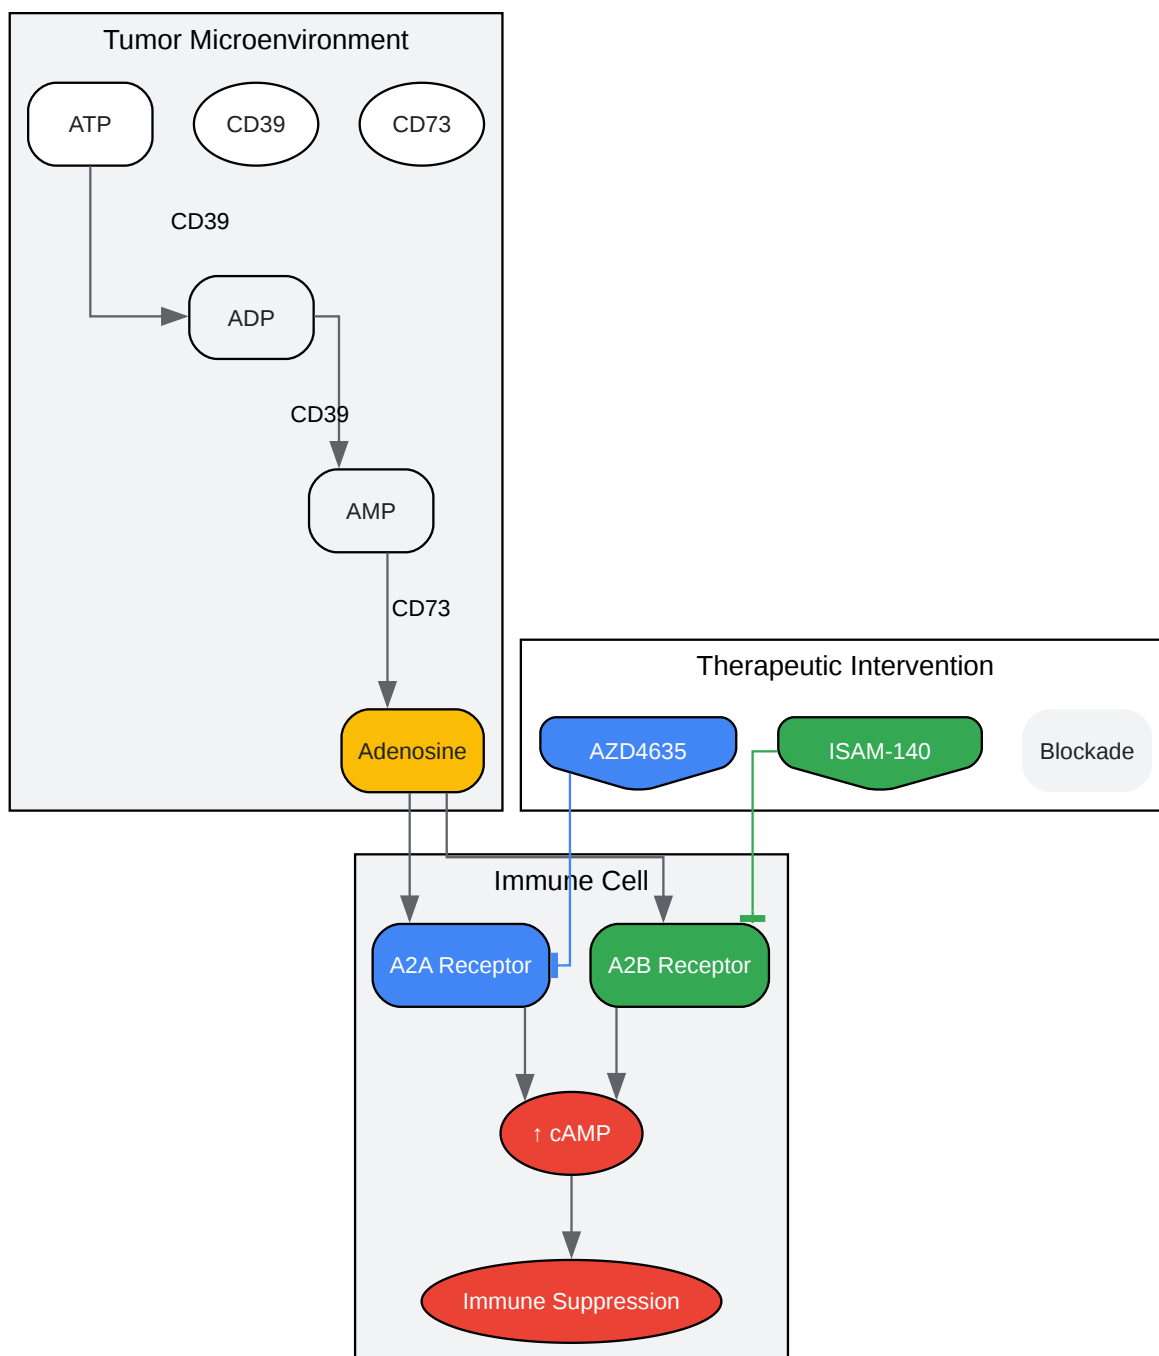 Tumor Microenvironment
ATP
CD39
CD73
CD39
ADP
CD39
AMP
CD73
Adenosine
Therapeutic Intervention
AZD4635
ISAM-140
Blockade
Immune Cell
A2A Receptor
A2B Receptor
↑ cAMP
Immune Suppression